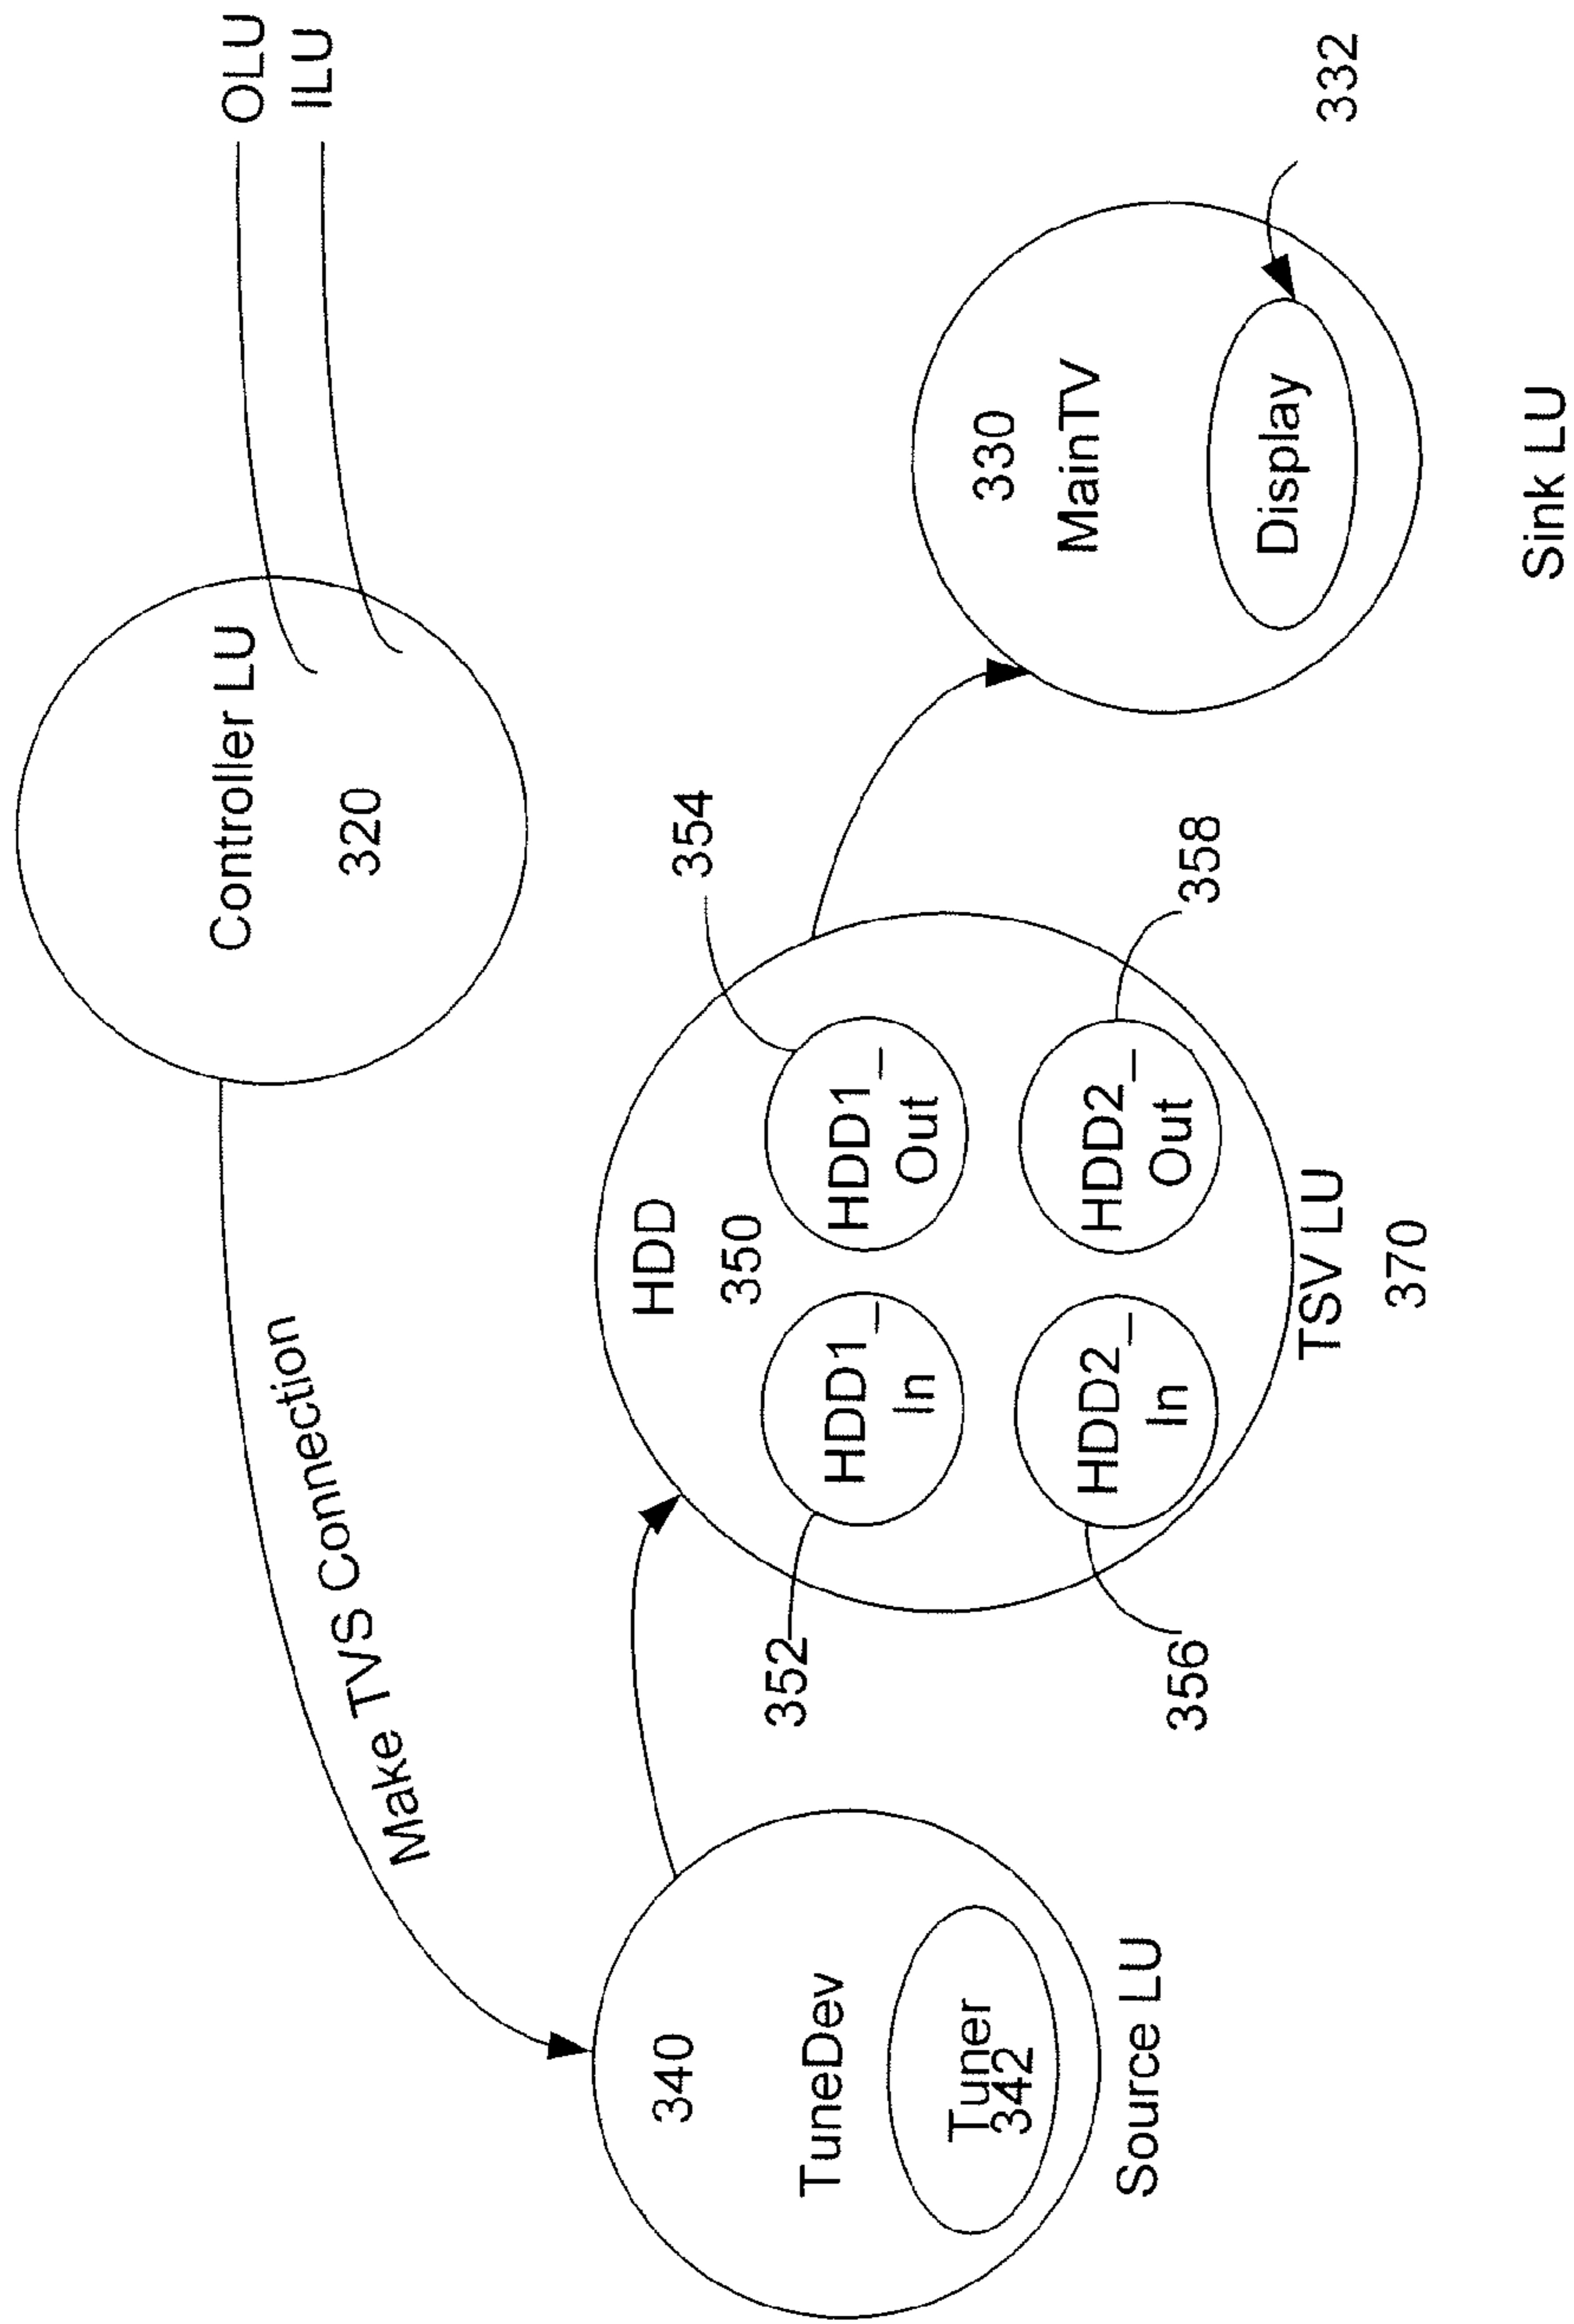 OLU
ILU
Controller LU
320
Make TVS Connection
354
HDD
350
HDD1_
In
HDD1_
Out
HDD2_
In
HDD2_
Out
352
356
358
TSV LU
370
340
TuneDev
Tuner
342
Source LU
330
MainTV
Display
332
Sink LU